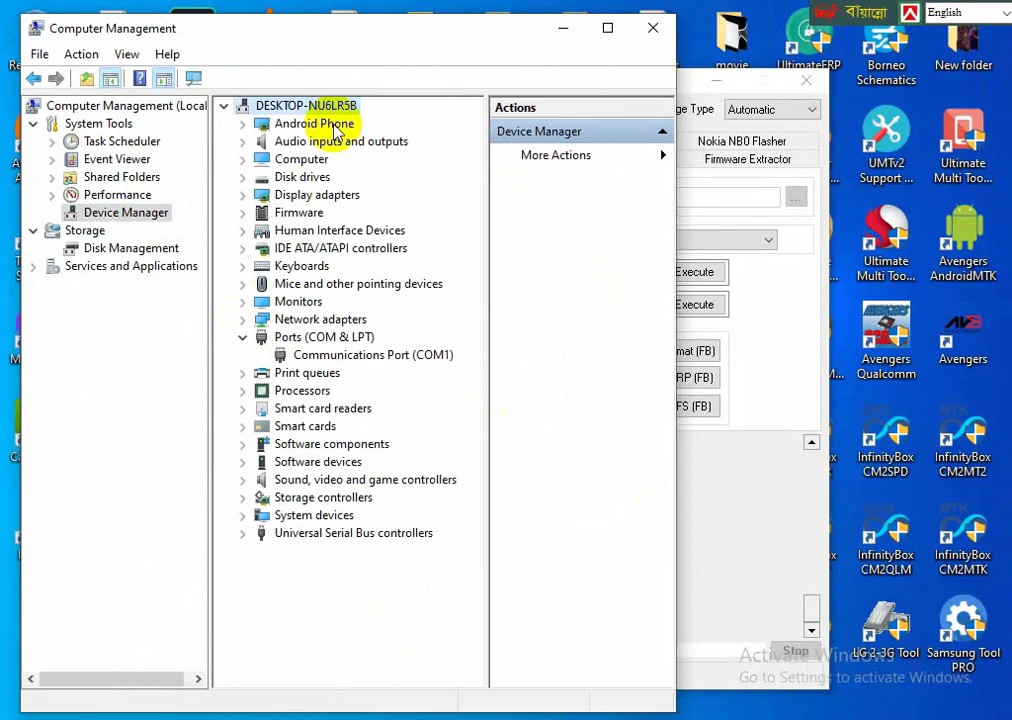 Computer Management
File Action View Help
Computer Management (Local
System Tools
Task Scheduler
Event Viewer
Shared Folders
Performance
Device Manager
Storage
Disk Management
Services and Applications
DESKTOP-NU6LR5B
Android Phone
Audio inputs and outputs
Computer
Disk drives
Display adapters
Firmware
Human Interface Devices
IDE ATA/ATAPI controllers
Keyboards
Mice and other pointing devices
Monitors
Network adapters
Ports (COM & LPT)
Communications Port (COM1)
Print queues
Processors
Smart card readers
Smart cards
Software components
Software devices
Sound, video and game controllers
Storage controllers
System devices
Universal Serial Bus controllers
Actions
Device Manager
More Actions
বায়ান্নো
English
ge Type Automatic
Nokia NB0 Flasher
Firmware Extractor
...
Execute
Execute
mat (FB)
RP (FB)
FS (FB)
Stop
movie
UltimateFRP
Borneo
Schematics
New folder
UMTv2
Support ...
Ultimate
Multi Too...
Ultimate
Multi Too...
Avengers
AndroidMTK
Avengers
Qualcomm
Avengers
InfinityBox
CM2SPD
InfinityBox
CM2MT2
InfinityBox
CM2QLM
InfinityBox
CM2MTK
LG 2-3G Tool
Samsung Tool
PRO
Activate Windows
Go to Settings to activate Windows.